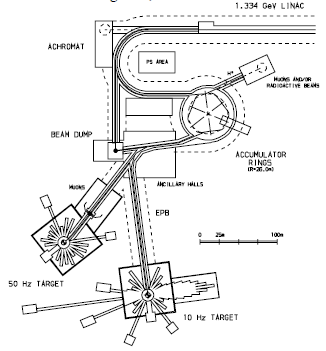 1.334 GeV LINAC
ACHROMAT
PS AREA
H°
MUONS AND/OR
RADIOACTIVE BEAMS
BEAM DUMP
ACCUMULATOR
RINGS
(R=26.0m)
MUONS
ANCILLARY HALLS
EPB
0 25m 100m
50 Hz TARGET
10 Hz TARGET